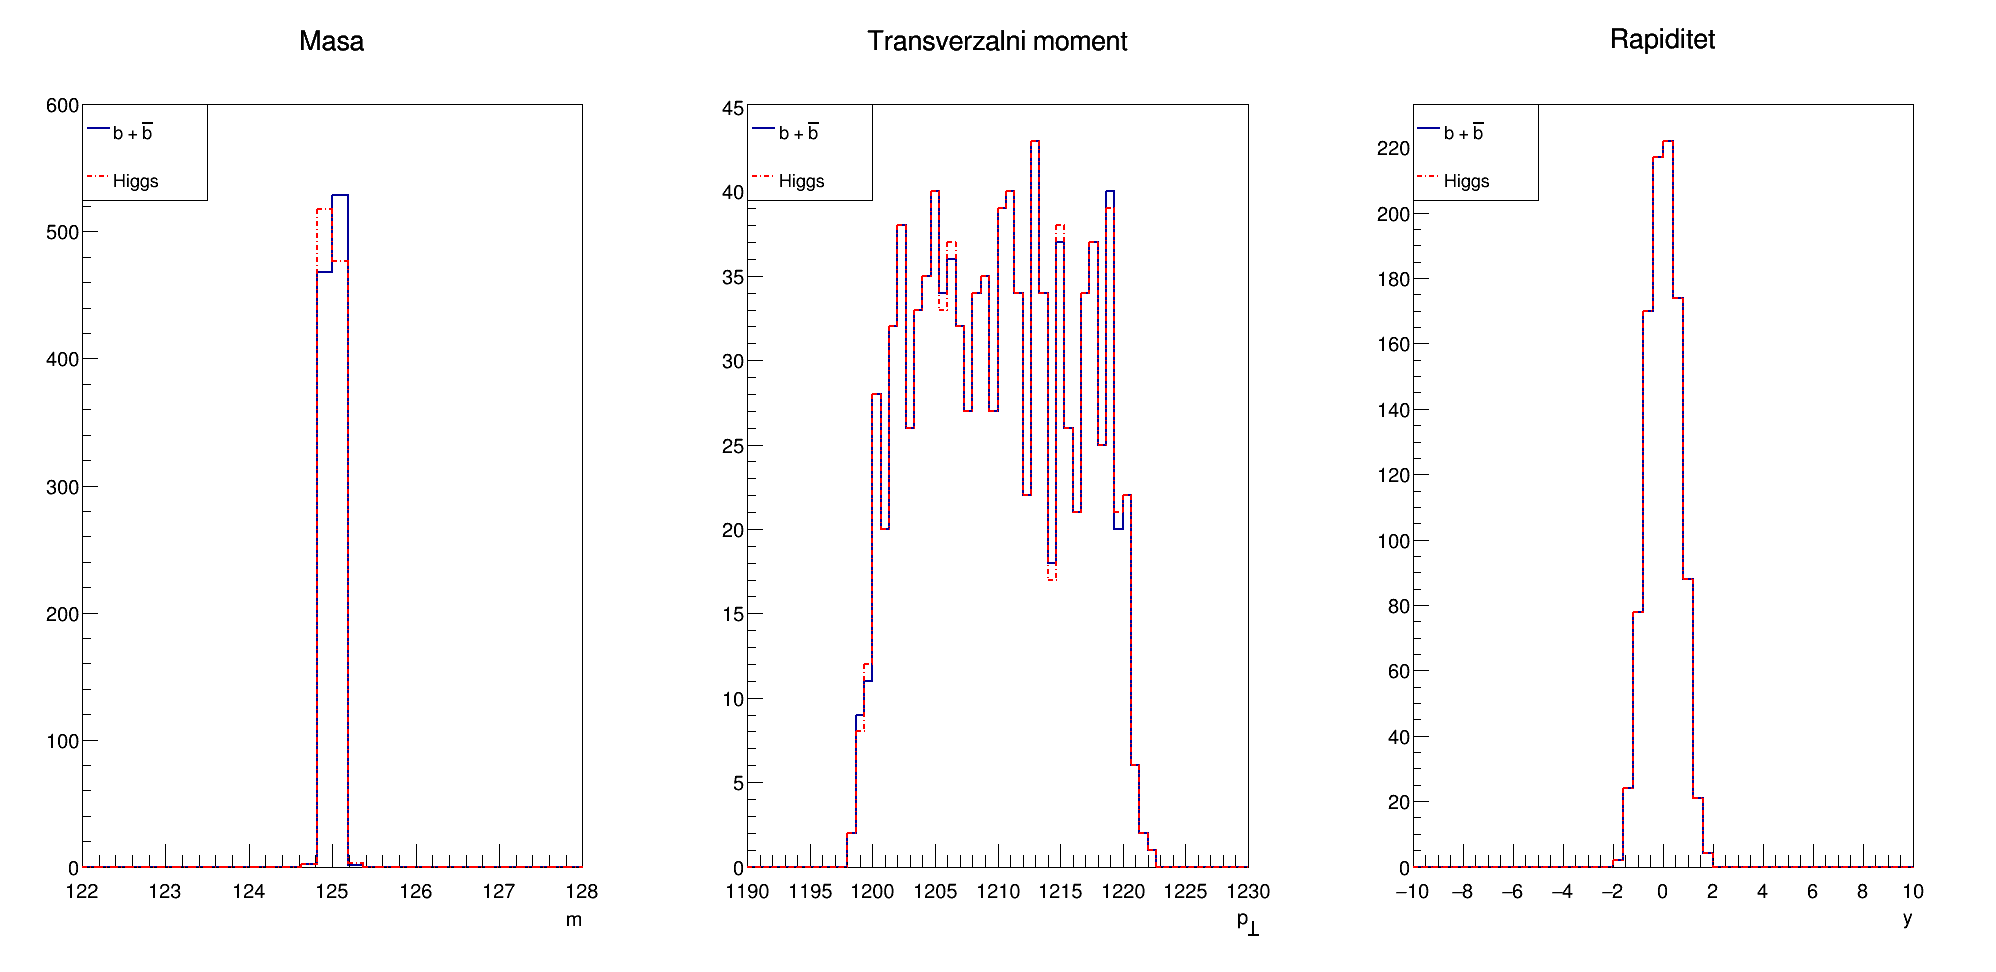 Masa
600
500
400
300
200
100
0
b + b̅
Higgs
122 123 124 125 126 127 128
m
Transverzalni moment
45
40
35
30
25
20
15
10
5
0
b + b̅
Higgs
1190 1195 1200 1205 1210 1215 1220 1225 1230
p⊥
Rapiditet
220
200
180
160
140
120
100
80
60
40
20
0
b + b̅
Higgs
−10 −8 −6 −4 −2 0 2 4 6 8 10
y